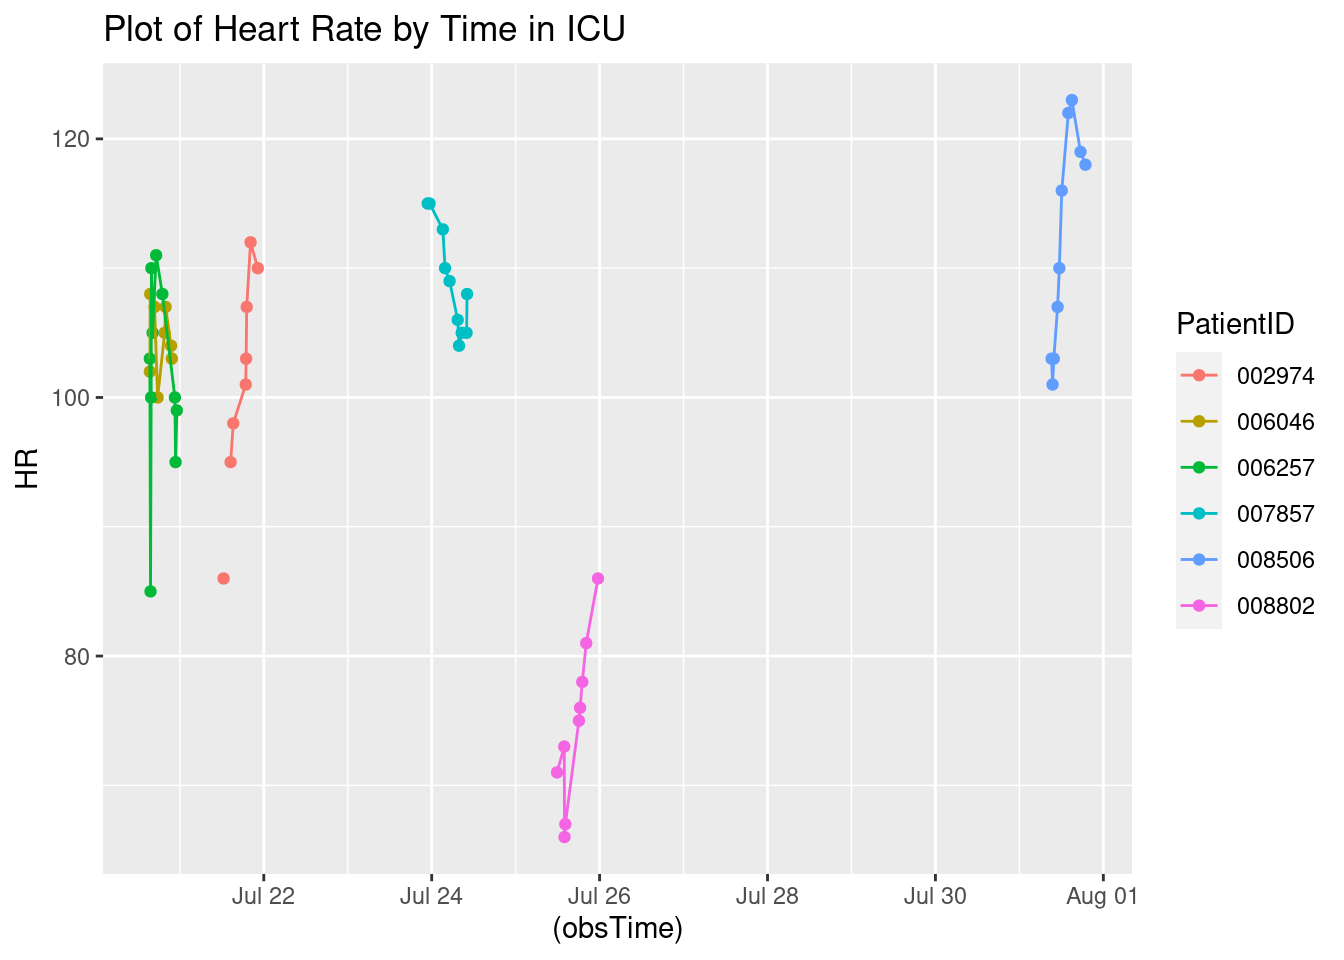 Plot of Heart Rate by Time in ICU
120
100
80
HR
Jul 22
Jul 24
Jul 26
Jul 28
Jul 30
Aug 01
(obsTime)
PatientID
002974
006046
006257
007857
008506
008802